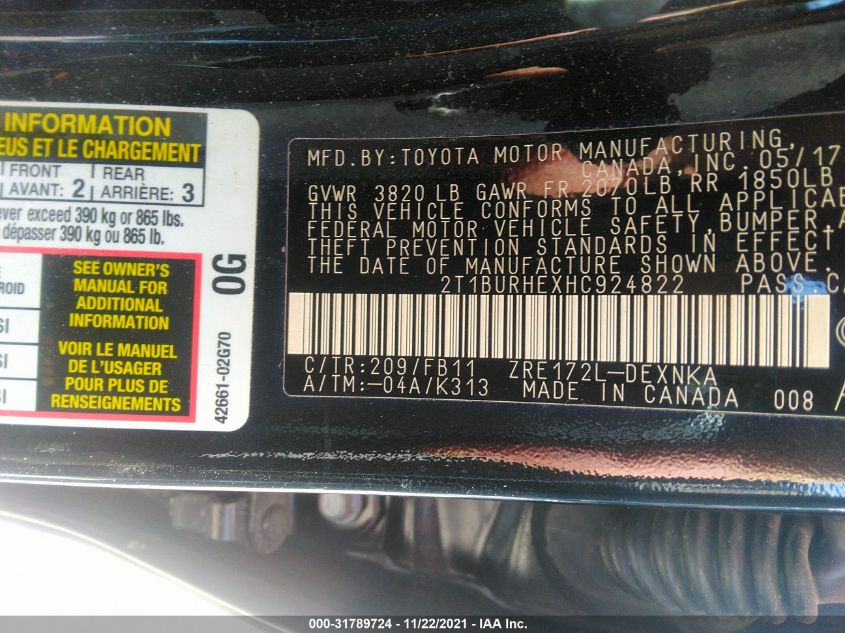 INFORMATION
EUS ET LE CHARGEMENT
FRONT
AVANT: 2
REAR
ARRIÈRE: 3
ever exceed 390 kg or 865 lbs.
dépasser 390 kg ou 865 lb.
SEE OWNER'S
MANUAL FOR
ADDITIONAL
INFORMATION
VOIR LE MANUEL
DE L'USAGER
POUR PLUS DE
RENSEIGNEMENTS
0G
42661-02G70
MFD.BY:TOYOTA MOTOR MANUFACTURING,
CANADA, INC. 05/17
GVWR 3820 LB GAWR FR 2070LB RR 1850LB
THIS VEHICLE CONFORMS TO ALL APPLICAB
FEDERAL MOTOR VEHICLE SAFETY,BUMPER A
THEFT PREVENTION STANDARDS IN EFFECT
THE DATE OF MANUFACTURE SHOWN ABOVE.
2T1BURHEXHC924822 PASS CA
C/TR:209/FB11 ZRE172L-DEXNKA
A/TM:-04A/K313 MADE IN CANADA 008
000-31789724 - 11/22/2021 - IAA Inc.